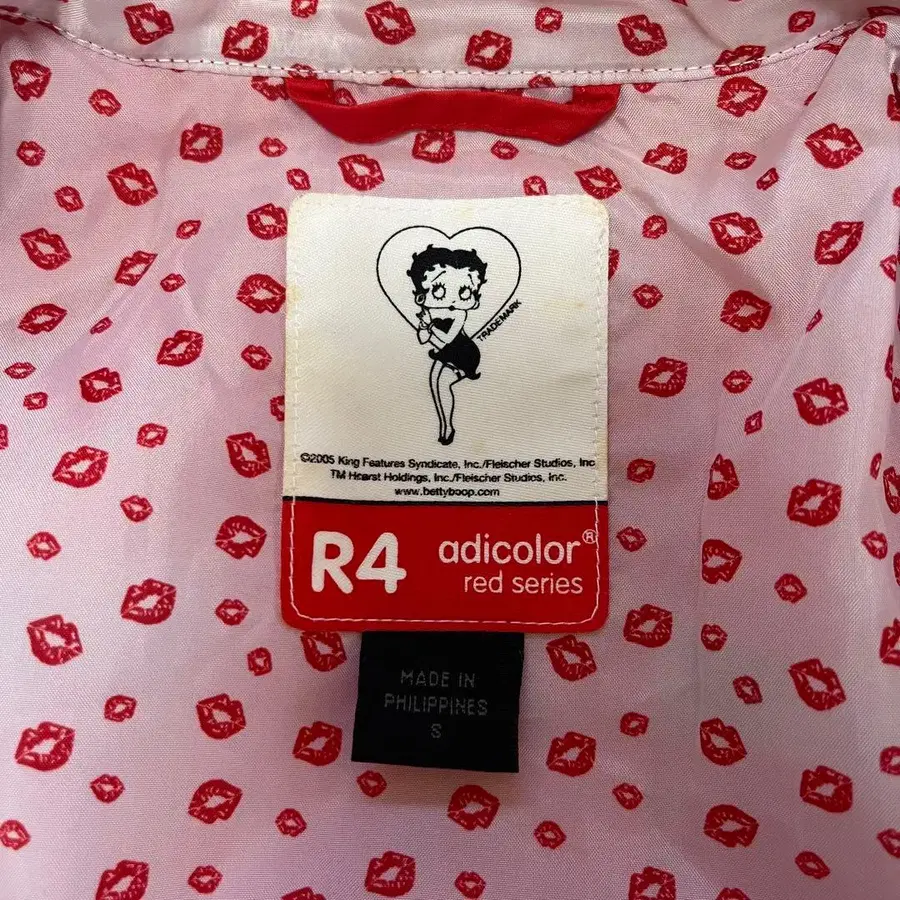 TRADEMARK
©2005 King Features Syndicate, Inc./Fleischer Studios, Inc
TM Hearst Holdings, Inc./Fleischer Studios, Inc.
www.bettyboop.com
R4 adicolor®
red series
MADE IN
PHILIPPINES
S